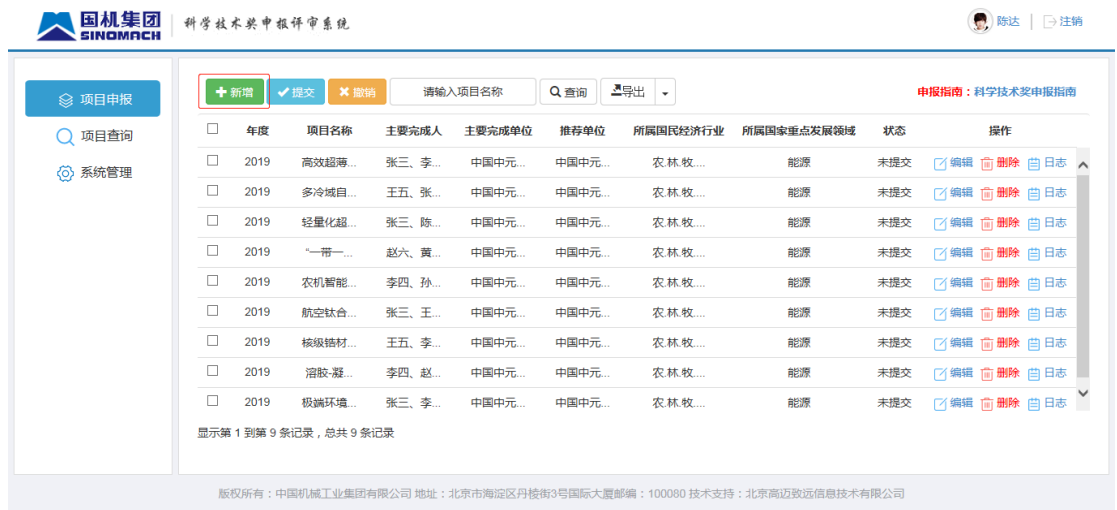 国机集团 SINOMACH 科学技术奖申报评审系统 陈达 注销
项目申报
项目查询
系统管理
新增 提交 撤销 请输入项目名称 查询 导出 申报指南：科学技术奖申报指南
年度 项目名称 主要完成人 主要完成单位 推荐单位 所属国民经济行业 所属国家重点发展领域 状态 操作
2019 高效超薄... 张三、李... 中国中元... 中国中元... 农.林.牧.... 能源 未提交 编辑 删除 日志
2019 多冷域自... 王五、张... 中国中元... 中国中元... 农.林.牧.... 能源 未提交 编辑 删除 日志
2019 轻量化超... 张三、陈... 中国中元... 中国中元... 农.林.牧.... 能源 未提交 编辑 删除 日志
2019 “一带一... 赵六、黄... 中国中元... 中国中元... 农.林.牧.... 能源 未提交 编辑 删除 日志
2019 农机智能... 李四、孙... 中国中元... 中国中元... 农.林.牧.... 能源 未提交 编辑 删除 日志
2019 航空钛合... 张三、王... 中国中元... 中国中元... 农.林.牧.... 能源 未提交 编辑 删除 日志
2019 核级锆材... 王五、李... 中国中元... 中国中元... 农.林.牧.... 能源 未提交 编辑 删除 日志
2019 溶胶-凝... 李四、赵... 中国中元... 中国中元... 农.林.牧.... 能源 未提交 编辑 删除 日志
2019 极端环境... 张三、李... 中国中元... 中国中元... 农.林.牧.... 能源 未提交 编辑 删除 日志
显示第 1 到第 9 条记录，总共 9 条记录
版权所有：中国机械工业集团有限公司 地址：北京市海淀区丹棱街3号国际大厦邮编：100080 技术支持：北京高迈致远信息技术有限公司